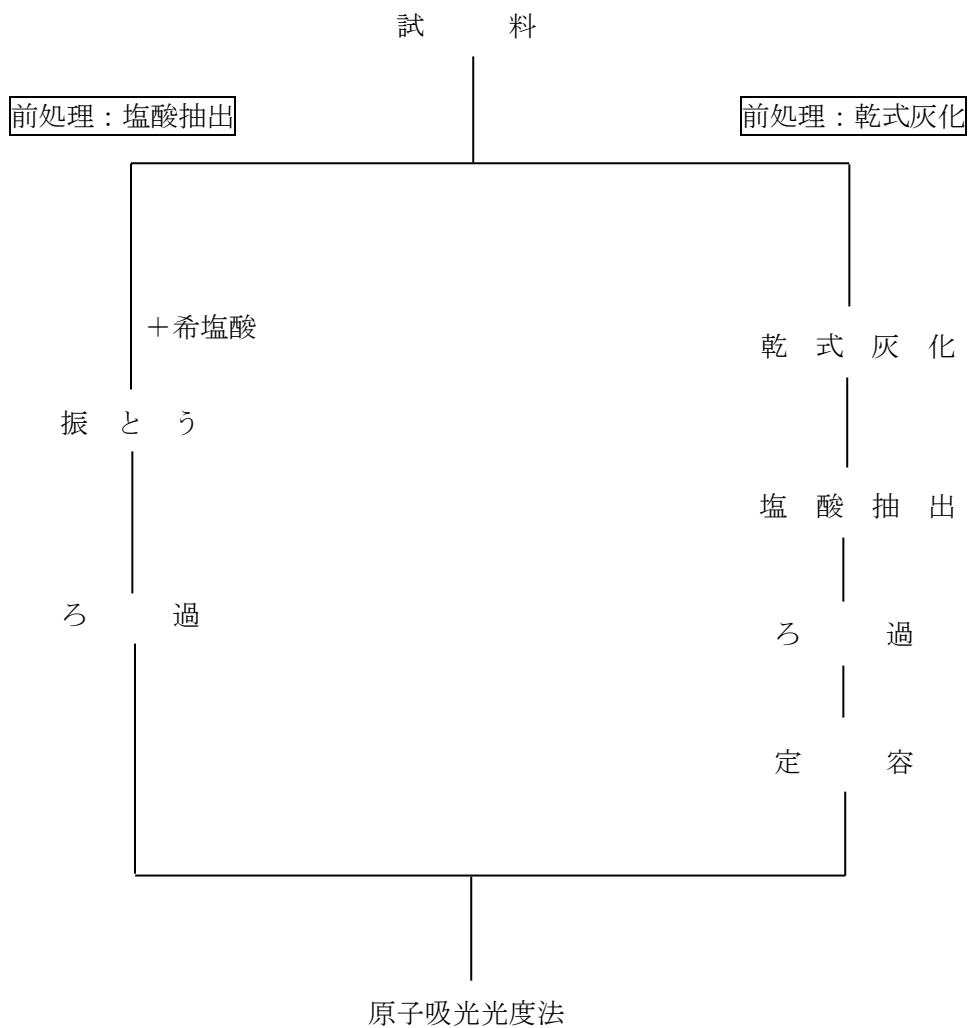 試料
前処理：塩酸抽出
前処理：乾式灰化
＋希塩酸
振とう
ろ過
乾式灰化
塩酸抽出
ろ過
定容
原子吸光光度法